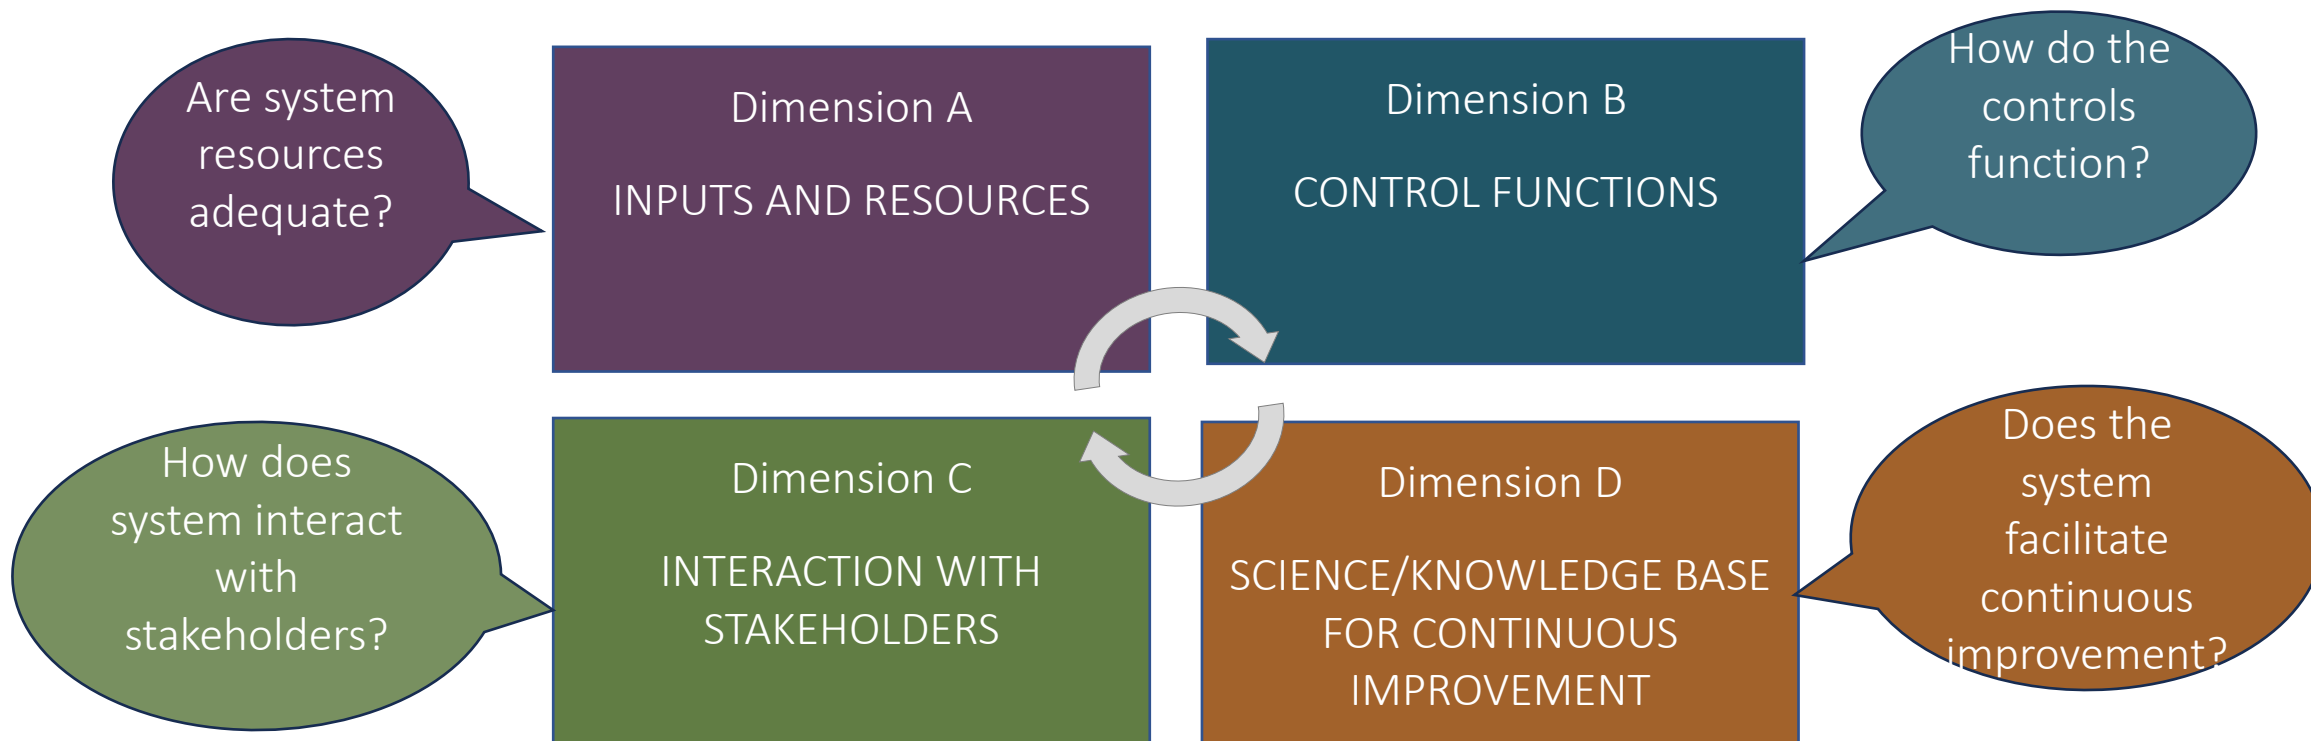 Are system
resources
adequate?
Dimension A
INPUTS AND RESOURCES
Dimension B
CONTROL FUNCTIONS
How do the
controls
function?
How does
system interact
with
stakeholders?
Dimension C
INTERACTION WITH
STAKEHOLDERS
Dimension D
SCIENCE/KNOWLEDGE BASE
FOR CONTINUOUS
IMPROVEMENT
Does the
system
facilitate
continuous
improvement?